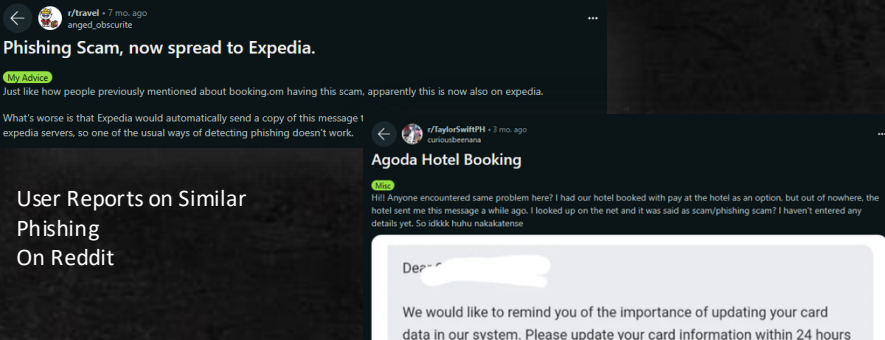 r/travel • 7 mo. ago
anged_obscurite
Phishing Scam, now spread to Expedia.
My Advice
Just like how people previously mentioned about booking.om having this scam, apparently this is now also on expedia.
What's worse is that Expedia would automatically send a copy of this message t
expedia servers, so one of the usual ways of detecting phishing doesn't work.
r/TaylorSwiftPH • 3 mo. ago
curiousbeenana
Agoda Hotel Booking
Misc
Hi!! Anyone encountered same problem here? I had our hotel booked with pay at the hotel as an option, but out of nowhere, the
hotel sent me this message a while ago. I looked up on the net and it was said as scam/phishing scam? I haven't entered any
details yet. So idkkk huhu nakakatense
Dear
We would like to remind you of the importance of updating your card
data in our system. Please update your card information within 24 hours
User Reports on Similar
Phishing
On Reddit